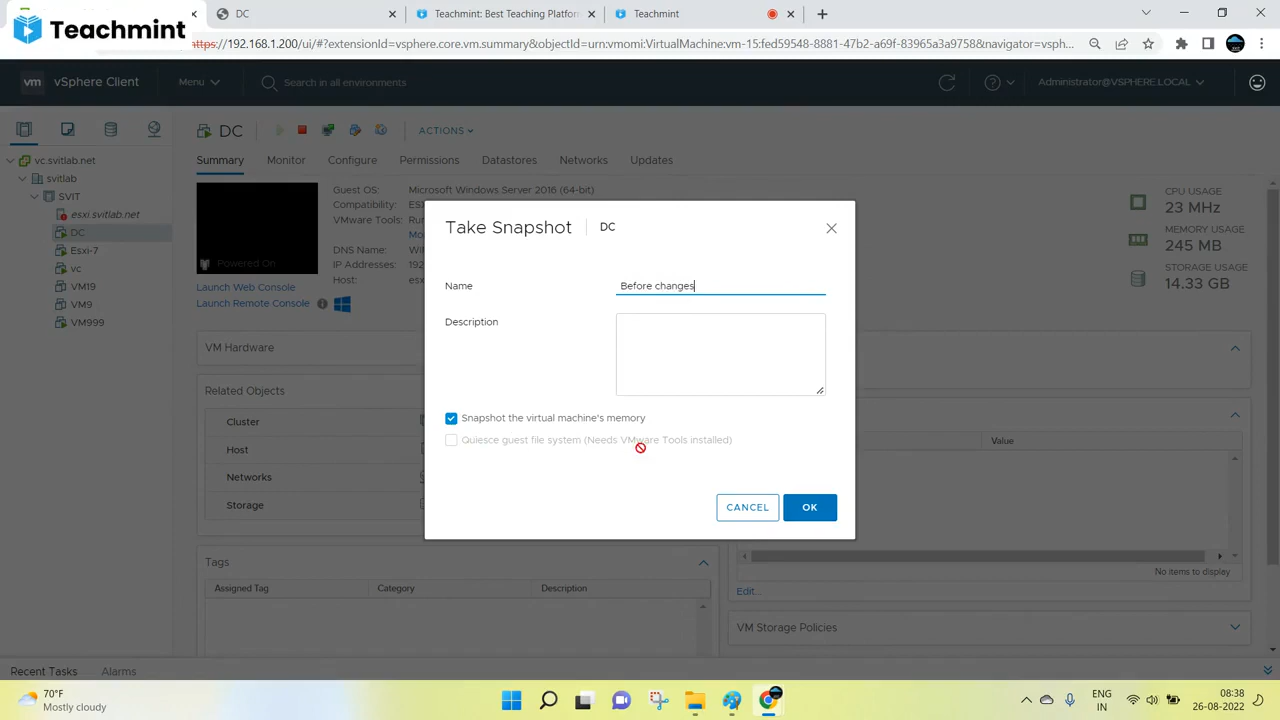 DC
Teachmint: Best Teaching Platform
Teachmint
Teachmint
https://192.168.1.200/ui/#?extensionId=vsphere.core.vm.summary&objectId=urn:vmomi:VirtualMachine:vm-15:fed59545-8881-47b2-a69f-83965a3a9758&navigator=vsph...
vm vSphere Client
Menu
Search in all environments
Administrator@VSPHERE.LOCAL
DC
ACTIONS
vc.svitlab.net
svitlab
SVIT
esxi.svitlab.net
DC
Esxi-7
vc
VM19
VM9
VM999
Summary Monitor Configure Permissions Datastores Networks Updates
Powered On
Launch Web Console
Launch Remote Console
Guest OS: Microsoft Windows Server 2016 (64-bit)
Compatibility:
VMware Tools:
DNS Name:
IP Addresses: 192
Host:
CPU USAGE
23 MHz
MEMORY USAGE
245 MB
STORAGE USAGE
14.33 GB
Take Snapshot DC
Name Before changes
Description
Snapshot the virtual machine's memory
Quiesce guest file system (Needs VMware Tools installed)
CANCEL OK
VM Hardware
Related Objects
Cluster
Host
Networks
Storage
Tags
Assigned Tag Category Description
Value
No items to display
Edit...
VM Storage Policies
Recent Tasks Alarms
70°F
Mostly cloudy
ENG
IN
08:38
26-08-2022